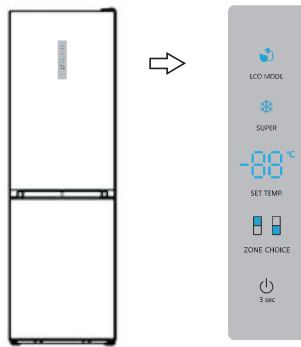 ECO MODE
SUPER
-88°C
SET TEMP.
ZONE CHOICE
3 sec